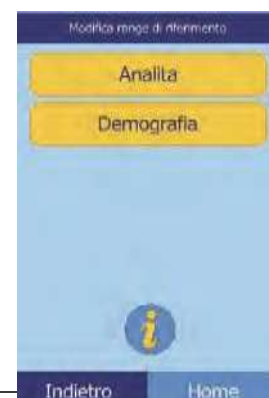 Modifica range di riferimento
Analita
Demografia
i
Indietro Home